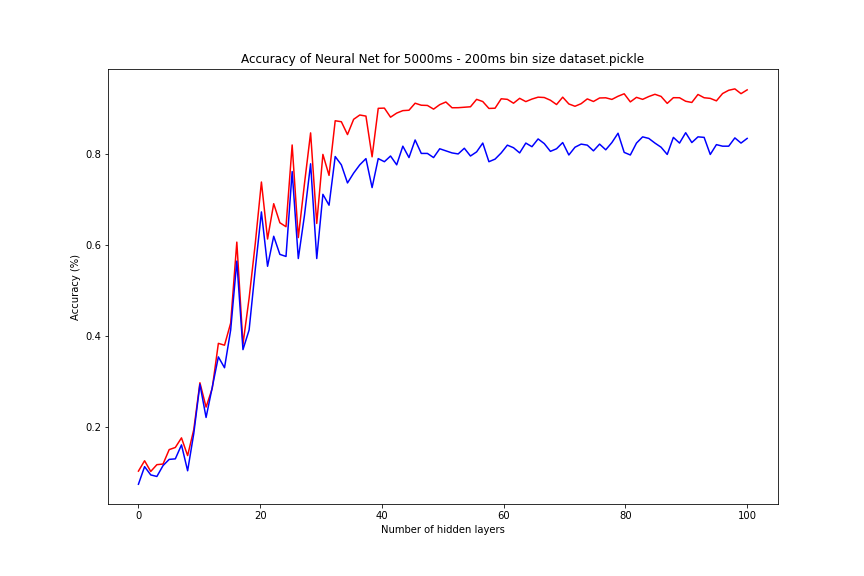 Accuracy of Neural Net for 5000ms - 200ms bin size dataset.pickle
Accuracy (%)
0.8
0.6
0.4
0.2
0 20 40 60 80 100
Number of hidden layers